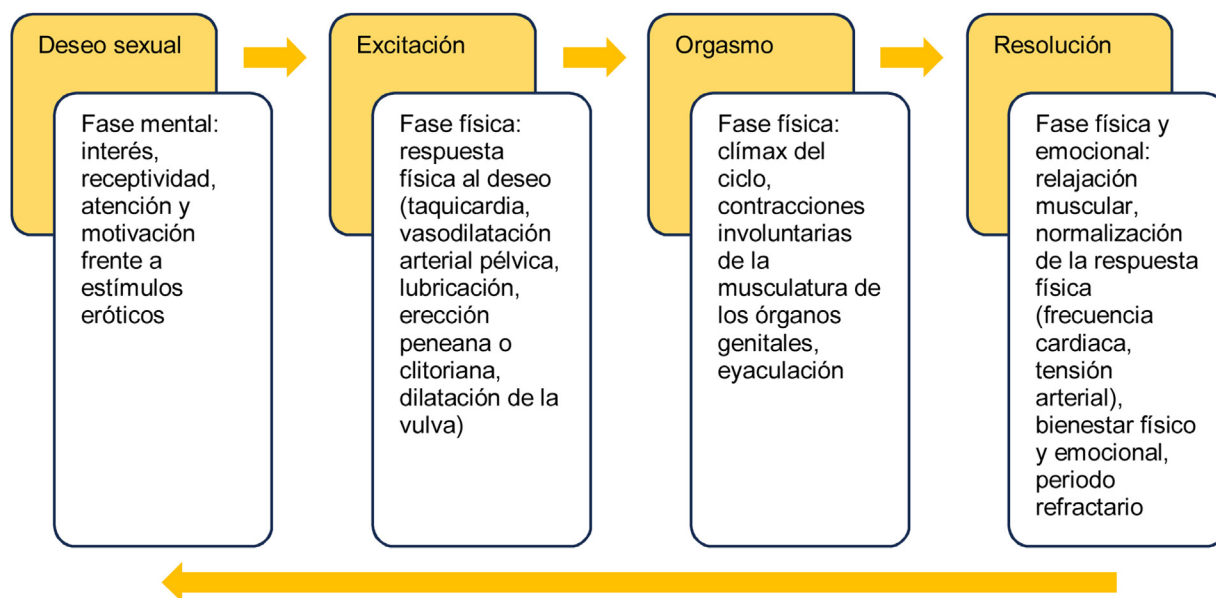 Deseo sexual
Fase mental:
interés,
receptividad,
atención y
motivación
frente a
estímulos
eróticos
Excitación
Fase física:
respuesta
física al deseo
(taquicardia,
vasodilatación
arterial pélvica,
lubricación,
erección
peneana o
clitoriana,
dilatación de la
vulva)
Orgasmo
Fase física:
clímax del
ciclo,
contracciones
involuntarias
de la
musculatura de
los órganos
genitales,
eyaculación
Resolución
Fase física y
emocional:
relajación
muscular,
normalización
de la respuesta
física
(frecuencia
cardiaca,
tensión
arterial),
bienestar físico
y emocional,
periodo
refractario